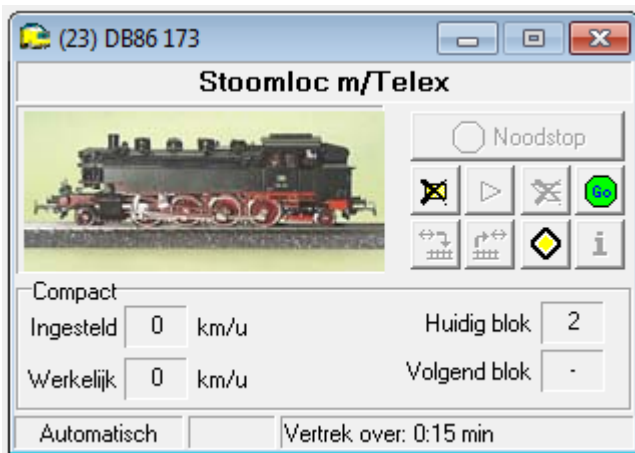 (23) DB86 173
Stoomloc m/Telex
Noodstop
Go
i
Compact
Ingesteld 0 km/u
Huidig blok 2
Werkelijk 0 km/u
Volgend blok -
Automatisch
Vertrek over: 0:15 min